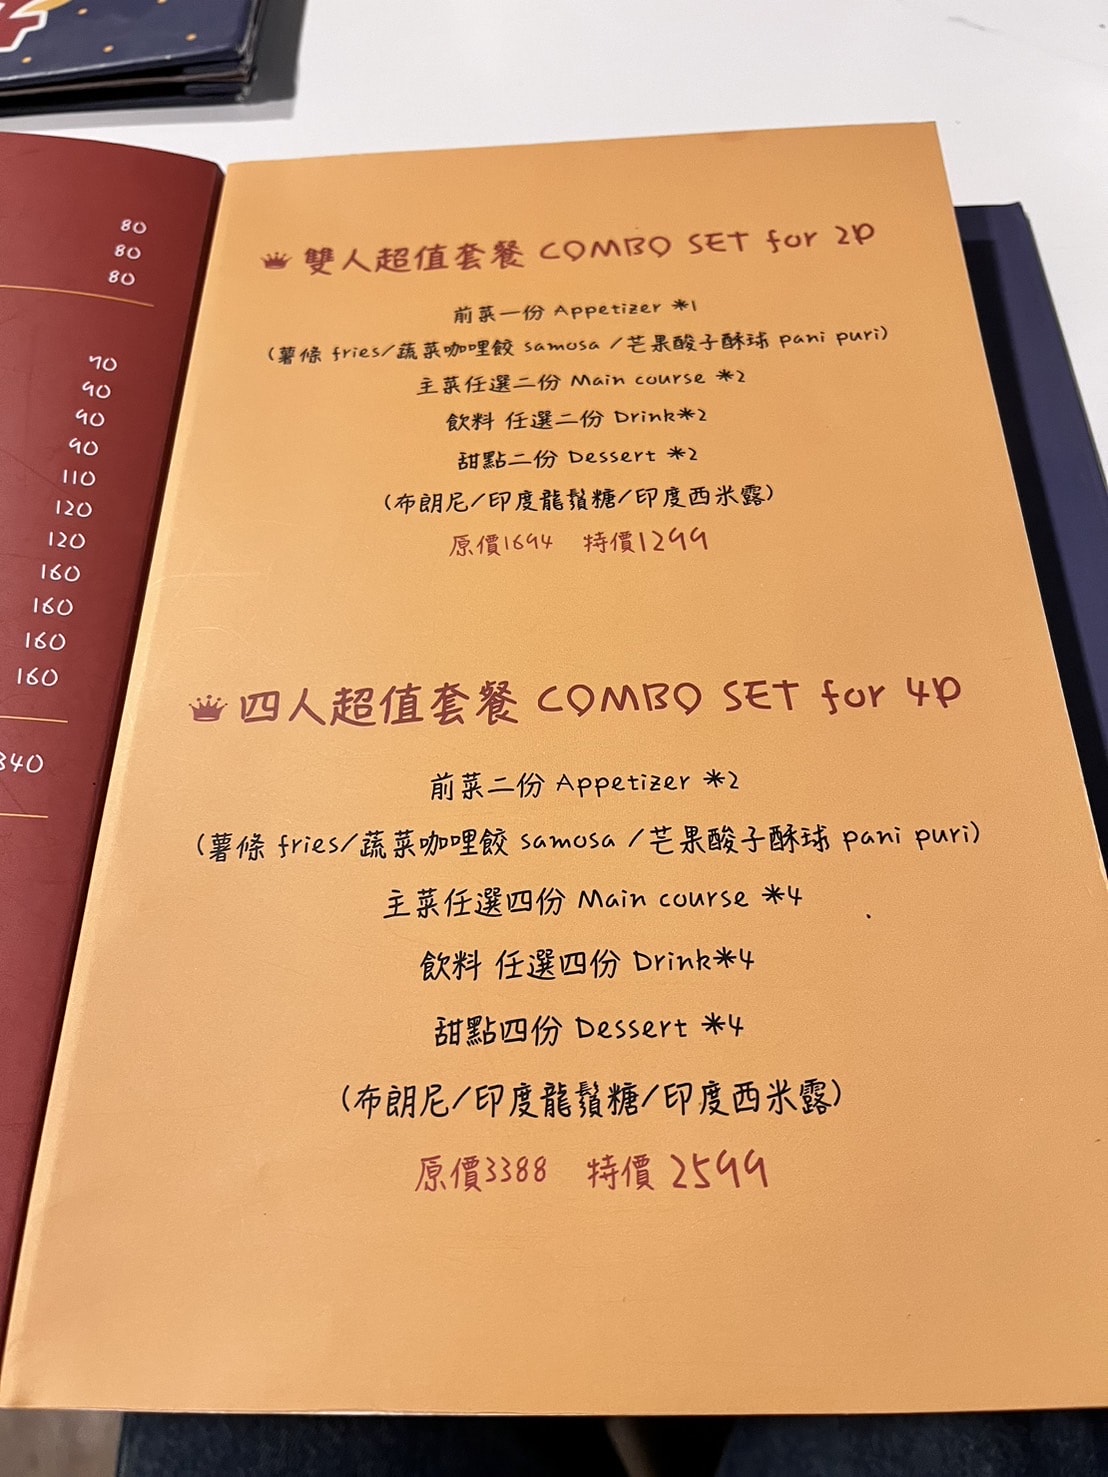 80
80
80
70
90
90
90
110
120
120
160
160
160
160
340
雙人超值套餐 COMBO SET for 2P
前菜一份 Appetizer *1
(薯條 fries/蔬菜咖哩餃 samosa /芒果酸子酥球 pani puri)
主菜任選二份 Main course *2
飲料 任選二份 Drink*2
甜點二份 Dessert *2
(布朗尼/印度龍鬚糖/印度西米露)
原價1694 特價1299
四人超值套餐 COMBO SET for 4P
前菜二份 Appetizer *2
(薯條 fries/蔬菜咖哩餃 samosa /芒果酸子酥球 pani puri)
主菜任選四份 Main course *4
飲料 任選四份 Drink*4
甜點四份 Dessert *4
(布朗尼/印度龍鬚糖/印度西米露)
原價3388 特價 2599